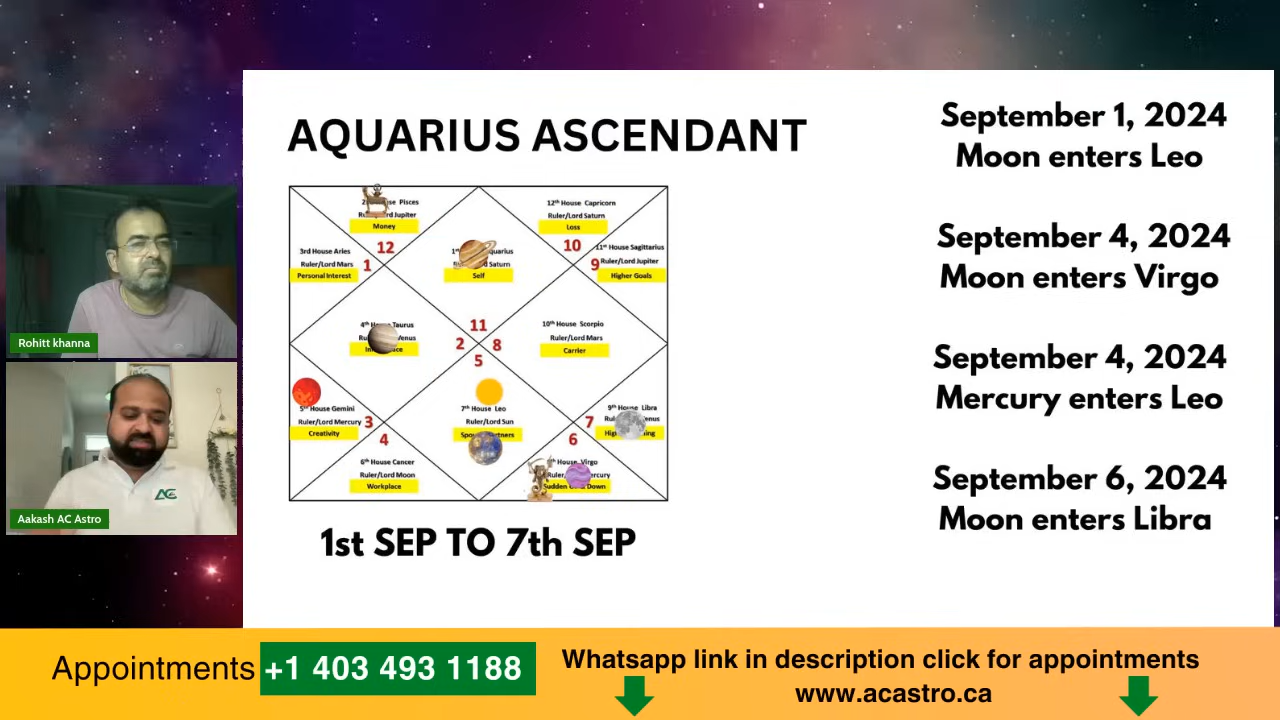 AQUARIUS ASCENDANT
September 1, 2024
Moon enters Leo
September 4, 2024
Moon enters Virgo
September 4, 2024
Mercury enters Leo
September 6, 2024
Moon enters Libra
Pisces
Jupiter
Money
12
12th House Capricorn
Ruler/Lord Saturn
Loss
10
3rd House Aries
Ruler/Lord Mars
Personal Interest
1
Saturn
Self
11th House Sagittarius
Ruler/Lord Jupiter
Higher Goals
9
4th House Taurus
10th House Scorpio
Ruler/Lord Mars
Carrier
11
2
8
5
House Gemini
Ruler/Lord Mercury
Creativity
3
7th House Leo
Ruler/Lord Sun
9th House Libra
7
4
6
6th House Cancer
Ruler/Lord Moon
Workplace
House Virgo
Down
1st SEP TO 7th SEP
Rohitt khanna
AC
Aakash AC Astro
Appointments +1 403 493 1188
Whatsapp link in description click for appointments
www.acastro.ca